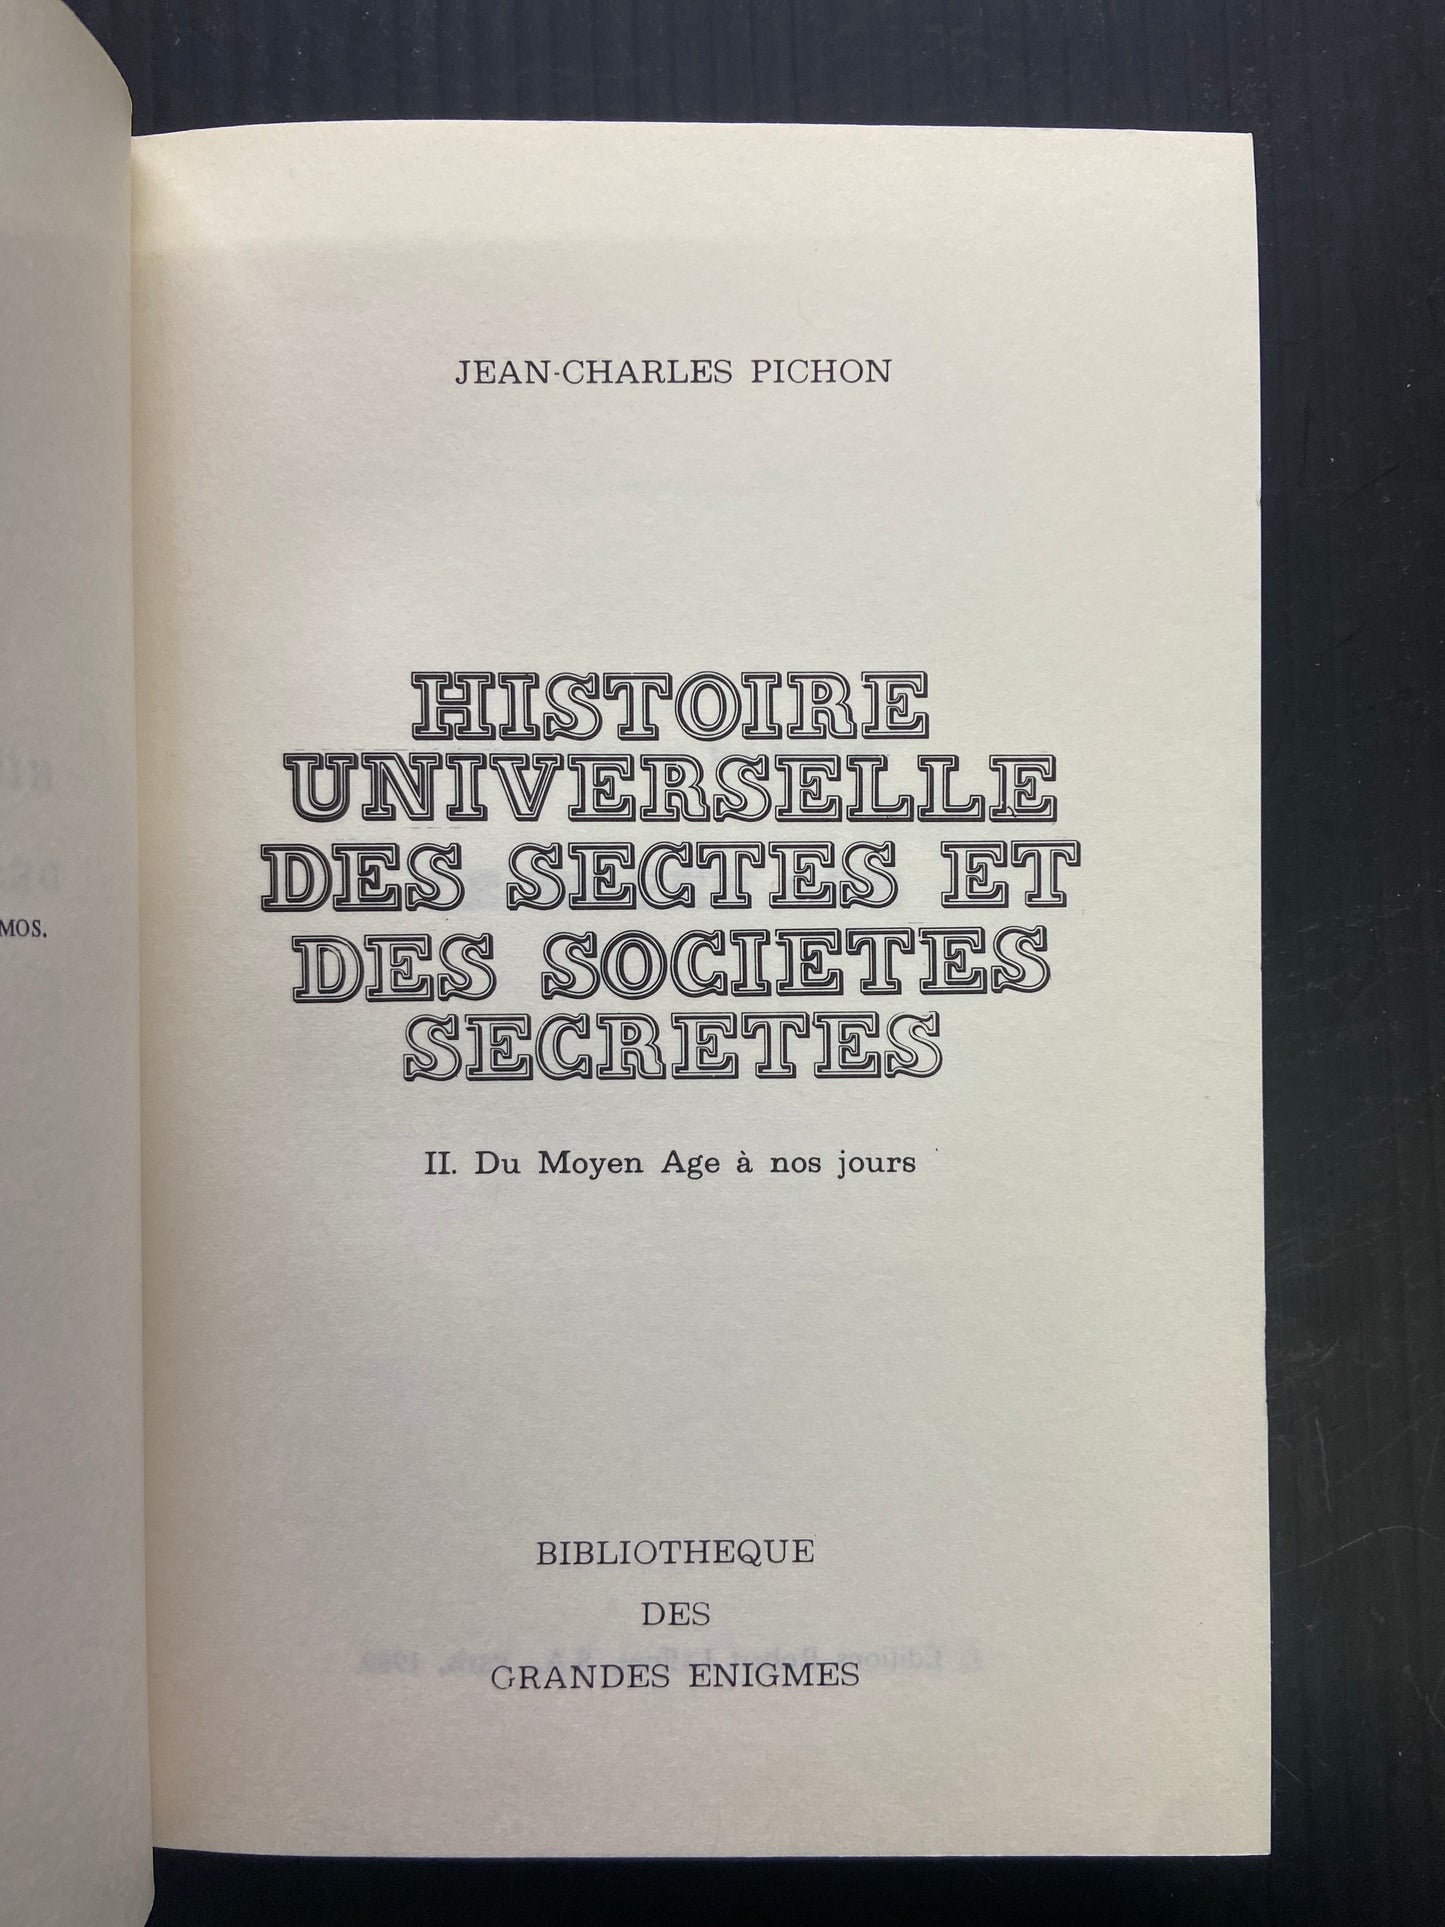 MOS.
JEAN-CHARLES PICHON
HISTOIRE
UNIVERSELLE
DES SECTES ET
DES SOCIETES
SECRETES
II. Du Moyen Age à nos jours
BIBLIOTHEQUE
DES
GRANDES ENIGMES